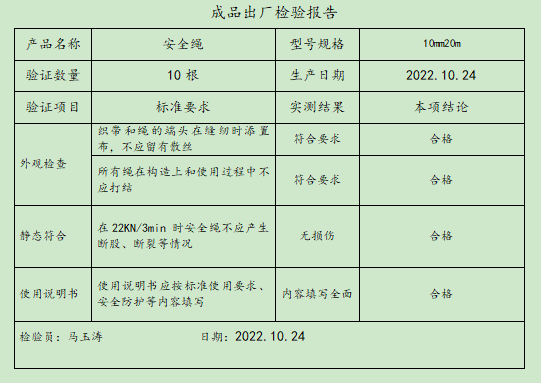 成品出厂检验报告
产品名称 安全绳 型号规格 10mm20m
验证数量 10 根 生产日期 2022.10.24
验证项目 标准要求 实测结果 本项结论
外观检查
织带和绳的端头在缝纫时添置
布，不应留有散丝
符合要求 合格
所有绳在构造上和使用过程中不
应打结
符合要求 合格
静态符合
在 22KN/3min 时安全绳不应产生
断股、断裂等情况
无损伤 合格
使用说明书
使用说明书应按标准使用要求、
安全防护等内容填写
内容填写全面 合格
检验员：马玉涛 日期：2022.10.24